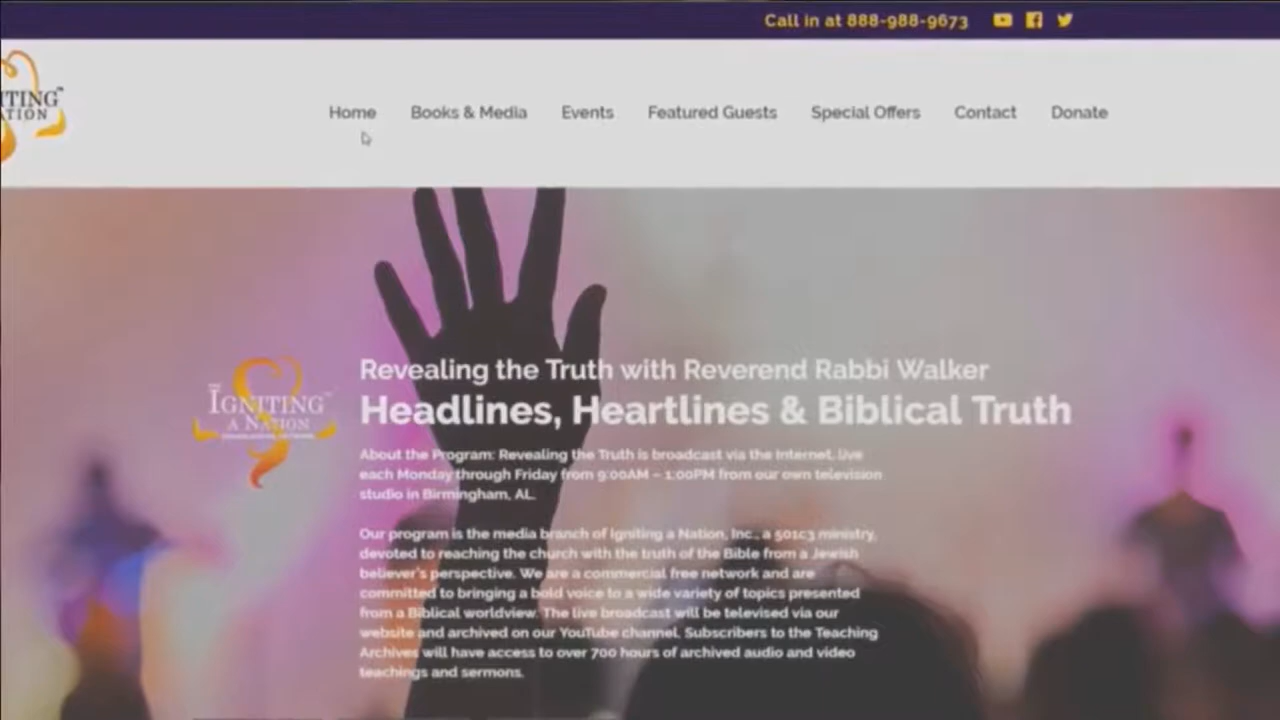 Call in at 888-988-9673
ITING™
ATION
Home Books & Media Events Featured Guests Special Offers Contact Donate
Revealing the Truth with Reverend Rabbi Walker
Headlines, Heartlines & Biblical Truth
THE
IGNITING™
A NATION
About the Program: Revealing the Truth is broadcast via the Internet, live
each Monday through Friday from 9:00AM – 1:00PM from our own television
studio in Birmingham, AL.
Our program is the media branch of Igniting a Nation, Inc., a 501c3 ministry,
devoted to reaching the church with the truth of the Bible from a Jewish
believer's perspective. We are a commercial free network and are
committed to bringing a bold voice to a wide variety of topics presented
from a Biblical worldview. The live broadcast will be televised via our
website and archived on our YouTube channel. Subscribers to the Teaching
Archives will have access to over 700 hours of archived audio and video
teachings and sermons.